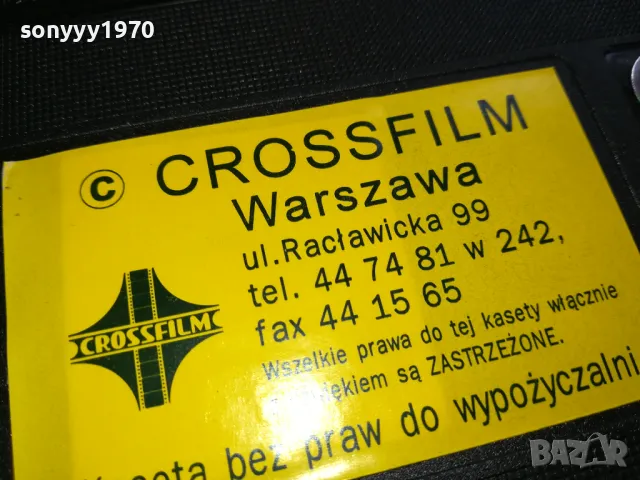 sonyyy1970
© CROSSFILM
Warszawa
ul. Racławicka 99
tel. 44 74 81 w 242,
fax 44 15 65
CROSSFILM
Wszelkie prawa do tej kasety włącznie
są ZASTRZEŻONE.
bez praw do wypożyczalni
BAZAR